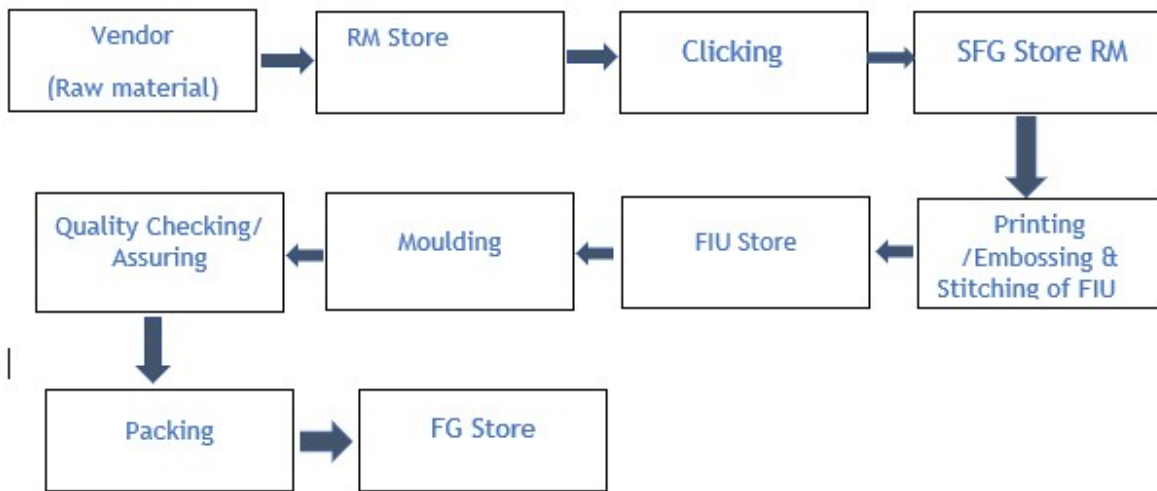 Vendor
(Raw material)
RM Store
Clicking
SFG Store RM
Printing
/Embossing &
Stitching of FIU
FIU Store
Moulding
Quality Checking/
Assuring
Packing
FG Store